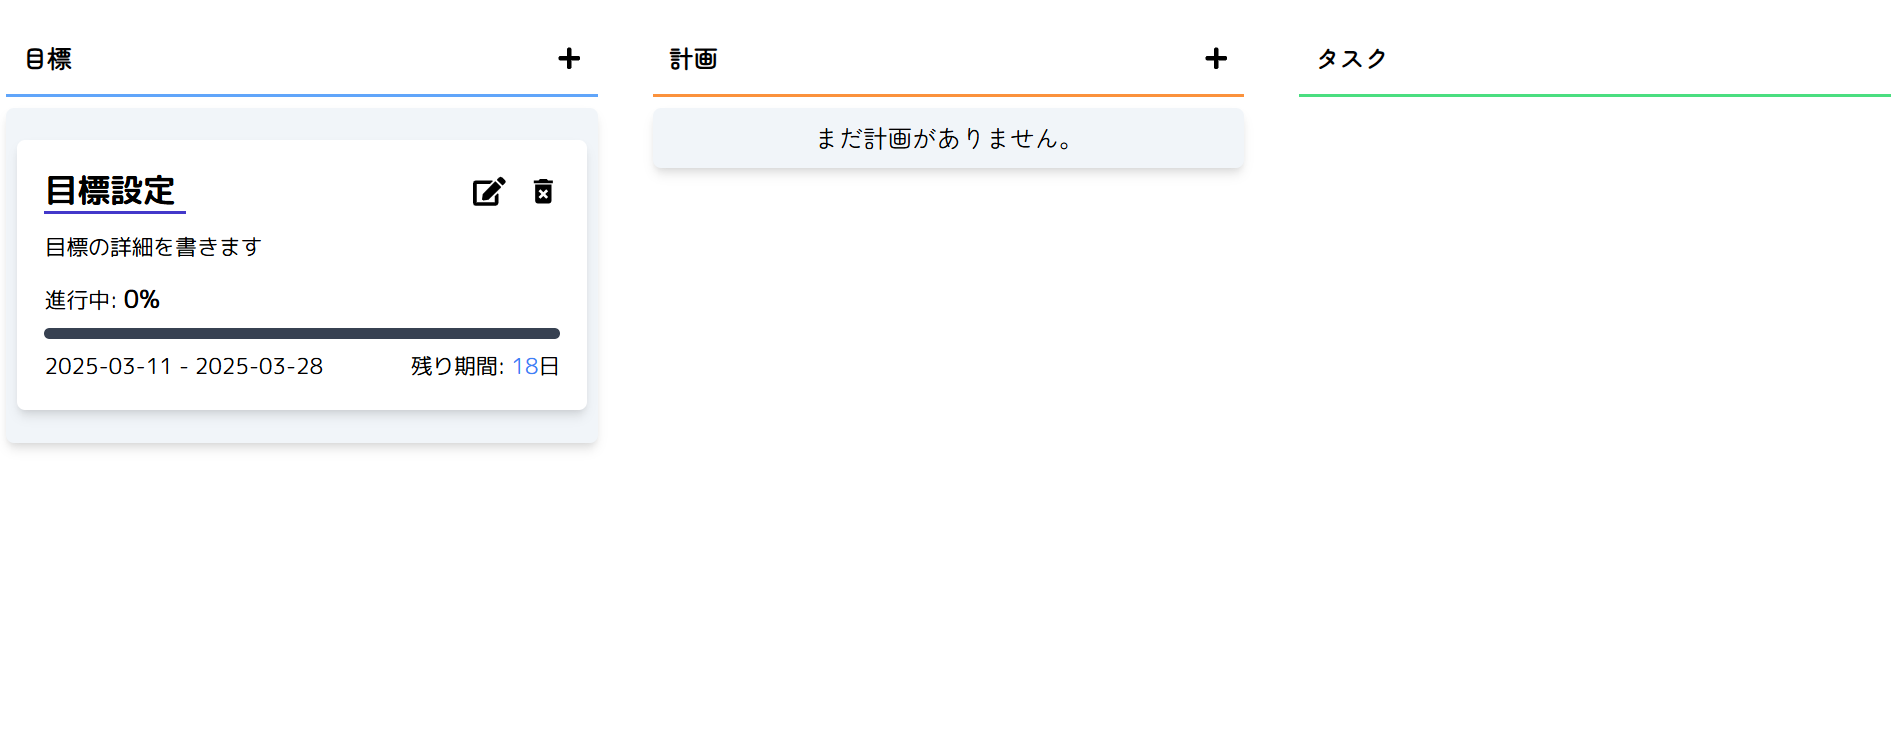 目標
計画
タスク
目標設定
目標の詳細を書きます
進行中: 0%
2025-03-11 - 2025-03-28
残り期間: 18日
まだ計画がありません。